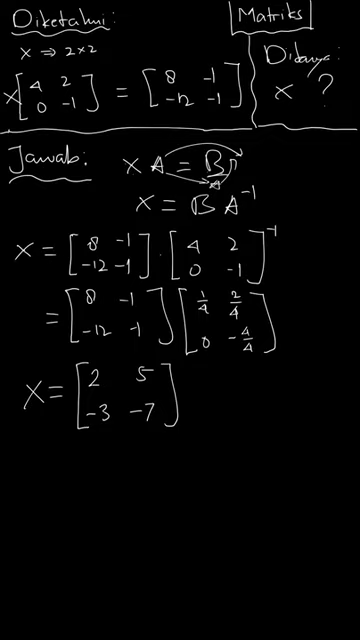 Diketahui: Matriks
x ⇒ 2×2 Ditanya:
x [4 2; 0 -1] = [8 -1; -12 -1] x ?
Jawab: x A = B
x = B A⁻¹
x = [8 -1; -12 -1] · [4 2; 0 -1]⁻¹
= [8 -1; -12 -1] [1/4 2/4; 0 -4/4]
x = [2 5; -3 -7]